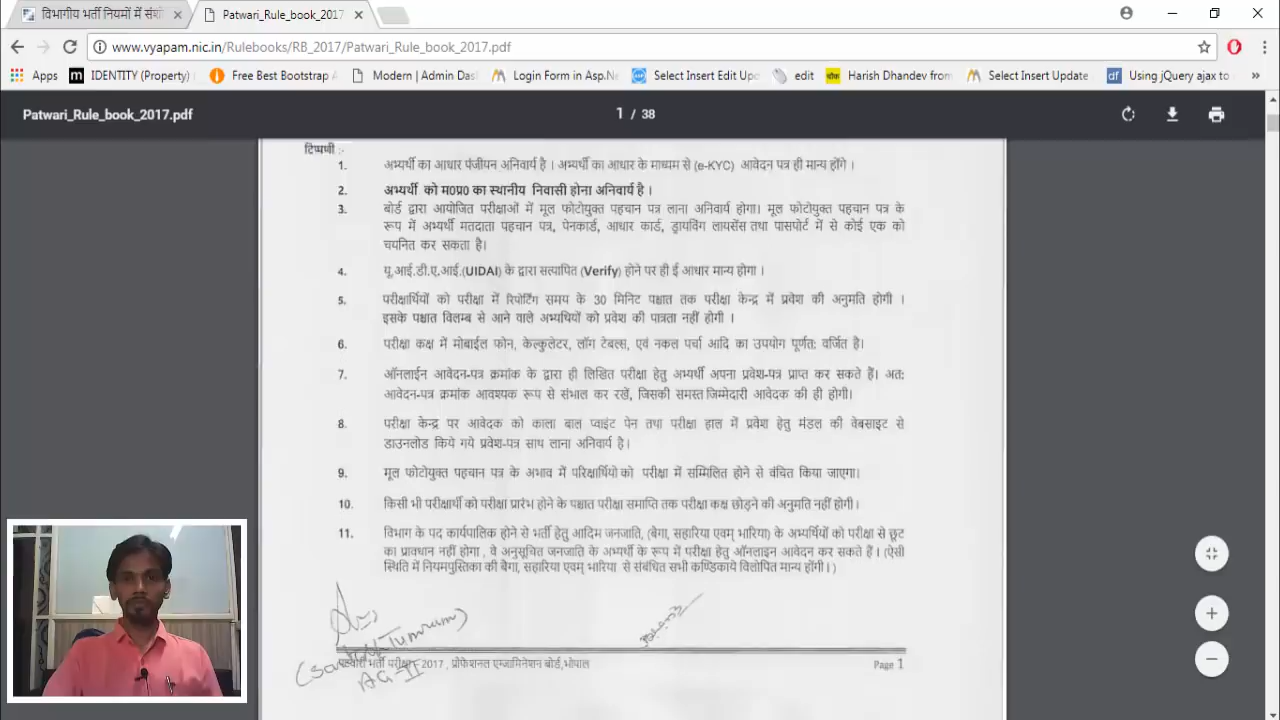 विभागीय भर्ती नियमों में संशो
Patwari_Rule_book_2017
www.vyapam.nic.in/Rulebooks/RB_2017/Patwari_Rule_book_2017.pdf
Apps
IDENTITY (Property)
Free Best Bootstrap A
Modern | Admin Das
Login Form in Asp.Ne
Select Insert Edit Up
edit
Harish Dhandev from
Select Insert Update
Using jQuery ajax to
Patwari_Rule_book_2017.pdf
1 / 38
टिप्पणी :-
1. अभ्यर्थी का आधार पंजीयन अनिवार्य है । अभ्यर्थी का आधार के माध्यम से (e-KYC) आवेदन पत्र ही मान्य होंगे ।
2. अभ्यर्थी को म0प्र0 का स्थानीय निवासी होना अनिवार्य है ।
3. बोर्ड द्वारा आयोजित परीक्षाओं में मूल फोटोयुक्त पहचान पत्र लाना अनिवार्य होगा। मूल फोटोयुक्त पहचान पत्र के
रूप में अभ्यर्थी मतदाता पहचान पत्र, पेनकार्ड, आधार कार्ड, ड्रायविंग लायसेंस तथा पासपोर्ट में से कोई एक को
चयनित कर सकता है।
4. यू.आई.डी.ए.आई.(UIDAI) के द्वारा सत्यापित (Verify) होने पर ही ई आधार मान्य होगा ।
5. परीक्षार्थियों को परीक्षा में रिपोर्टिंग समय के 30 मिनिट पश्चात तक परीक्षा केन्द्र में प्रवेश की अनुमति होगी ।
इसके पश्चात विलम्ब से आने वाले अभ्यथियों को प्रवेश की पात्रता नहीं होगी ।
6. परीक्षा कक्ष में मोबाईल फोन, केल्कुलेटर, लॉग टेबल्स, एवं नकल पर्चा आदि का उपयोग पूर्णत: वर्जित है।
7. ऑनलाईन आवेदन-पत्र क्रमांक के द्वारा ही लिखित परीक्षा हेतु अभ्यर्थी अपना प्रवेश-पत्र प्राप्त कर सकते हैं। अत:
आवेदन-पत्र क्रमांक आवश्यक रूप से संभाल कर रखें, जिसकी समस्त जिम्मेदारी आवेदक की ही होगी।
8. परीक्षा केन्द्र पर आवेदक को काला बाल प्वाइंट पेन तथा परीक्षा हाल में प्रवेश हेतु मंडल की वेबसाइट से
डाउनलोड किये गये प्रवेश-पत्र साथ लाना अनिवार्य है ।
9. मूल फोटोयुक्त पहचान पत्र के अभाव में परिक्षार्थियो को परीक्षा में सम्मिलित होने से वंचित किया जाएगा।
10. किसी भी परीक्षार्थी को परीक्षा प्रारंभ होने के पश्चात परीक्षा समाप्ति तक परीक्षा कक्ष छोड़ने की अनुमति नहीं होगी।
11. विभाग के पद कार्यपालिक होने से भर्ती हेतु आदिम जनजाति, (बेगा, सहारिया एवम् भारिया) के अभ्यर्थियों को परीक्षा से छूट
का प्रावधान नहीं होगा , वे अनुसूचित जनजाति के अभ्यर्थी के रूप में परीक्षा हेतु ऑनलाइन आवेदन कर सकते हैं । (ऐसी
स्थिति में नियमपुस्तिका की बैगा, सहारिया एवम् भारिया से संबंधित सभी कण्डिकाये विलोपित मान्य होंगी। )
AG-II
पटवारी भर्ती परीक्षा - 2017 , प्रोफेशनल एग्जामिनेशन बोर्ड,भोपाल
Page 1